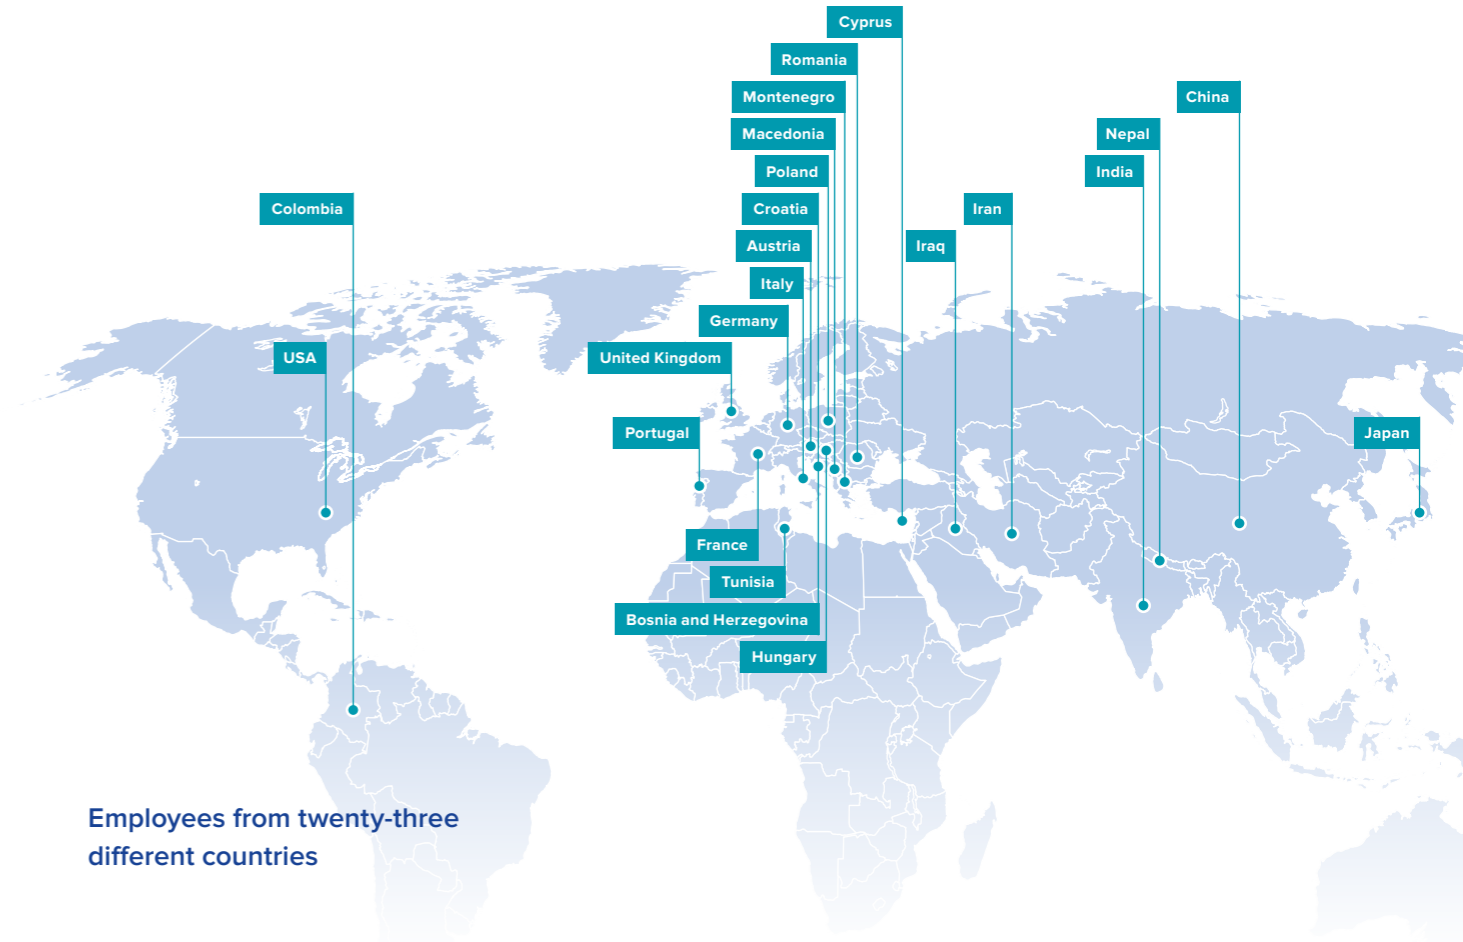 Cyprus
Romania
Montenegro
China
Macedonia
Nepal
Poland
India
Colombia
Croatia
Iran
Austria
Iraq
Italy
Germany
USA
United Kingdom
Portugal
Japan
France
Tunisia
Bosnia and Herzegovina
Hungary
Employees from twenty-three
different countries